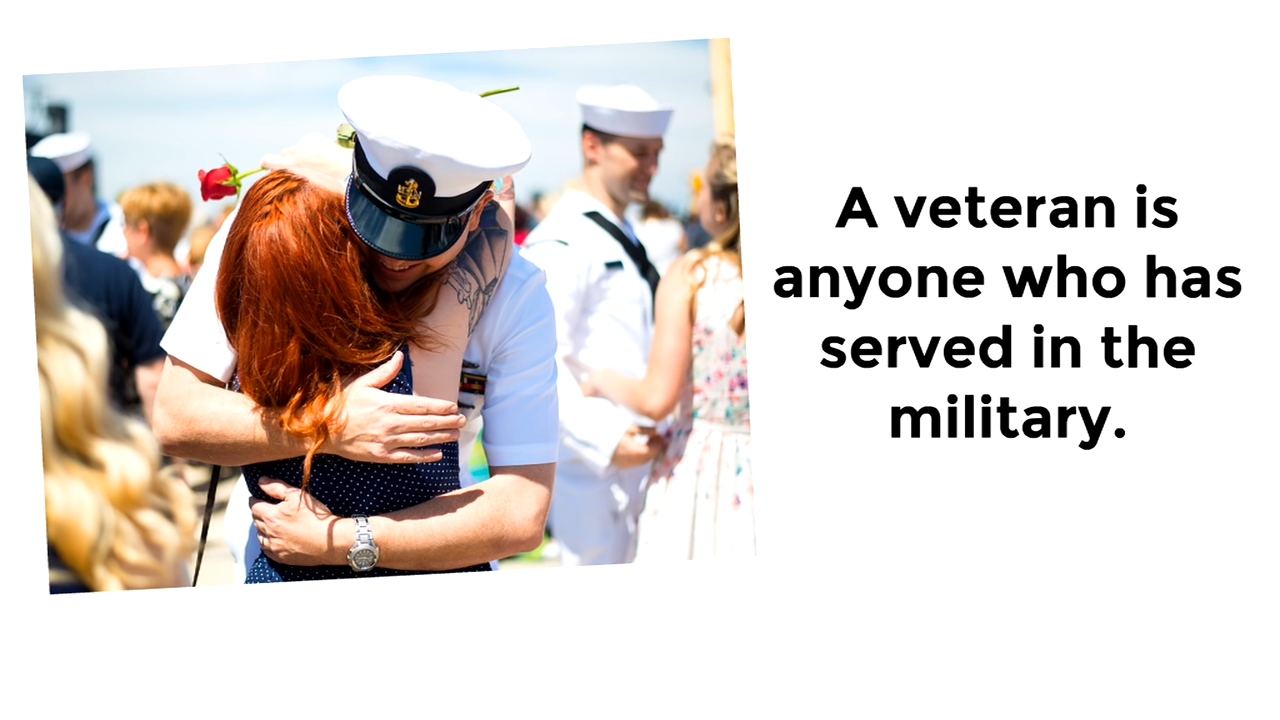 A veteran is
anyone who has
served in the
military.